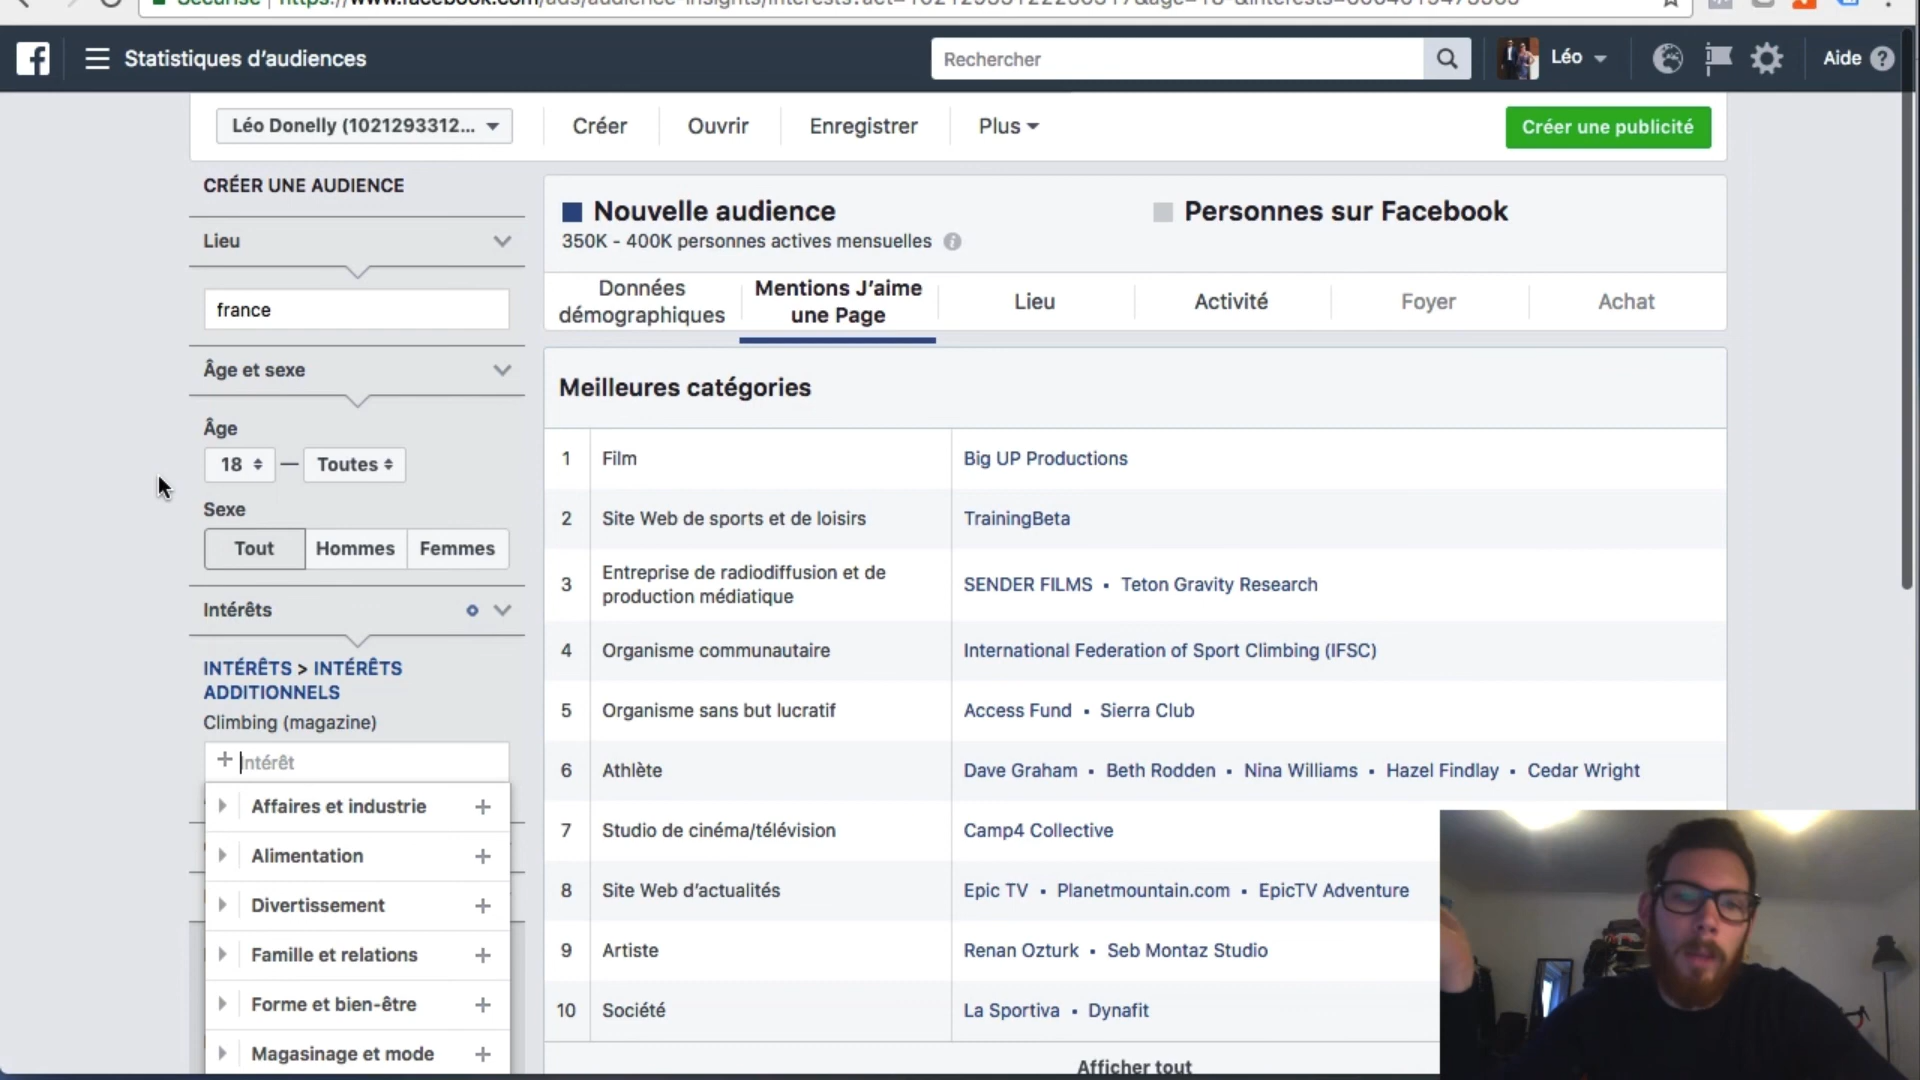 Statistiques d'audiences
Rechercher
Léo
Aide
Léo Donelly (1021293312...
Créer
Ouvrir
Enregistrer
Plus
Créer une publicité
CRÉER UNE AUDIENCE
Lieu
france
Âge et sexe
Âge
18 — Toutes
Sexe
Tout
Hommes
Femmes
Intérêts
INTÉRÊTS > INTÉRÊTS
ADDITIONNELS
Climbing (magazine)
Intérêt
Affaires et industrie
Alimentation
Divertissement
Famille et relations
Forme et bien-être
Magasinage et mode
Nouvelle audience
350K - 400K personnes actives mensuelles
Personnes sur Facebook
Données
démographiques
Mentions J'aime
une Page
Lieu
Activité
Foyer
Achat
Meilleures catégories
1 Film Big UP Productions
2 Site Web de sports et de loisirs TrainingBeta
3 Entreprise de radiodiffusion et de
production médiatique SENDER FILMS • Teton Gravity Research
4 Organisme communautaire International Federation of Sport Climbing (IFSC)
5 Organisme sans but lucratif Access Fund • Sierra Club
6 Athlète Dave Graham • Beth Rodden • Nina Williams • Hazel Findlay • Cedar Wright
7 Studio de cinéma/télévision Camp4 Collective
8 Site Web d'actualités Epic TV • Planetmountain.com • EpicTV Adventure
9 Artiste Renan Ozturk • Seb Montaz Studio
10 Société La Sportiva • Dynafit
Afficher tout